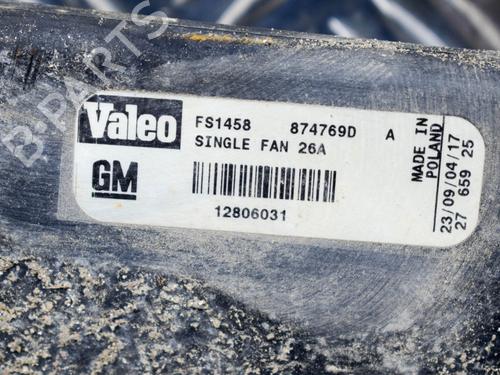 B-PARTS
Valeo
FS1458 874769D A
SINGLE FAN 26A
GM
12806031
MADE IN
POLAND
23/09/04/17
27 659 25